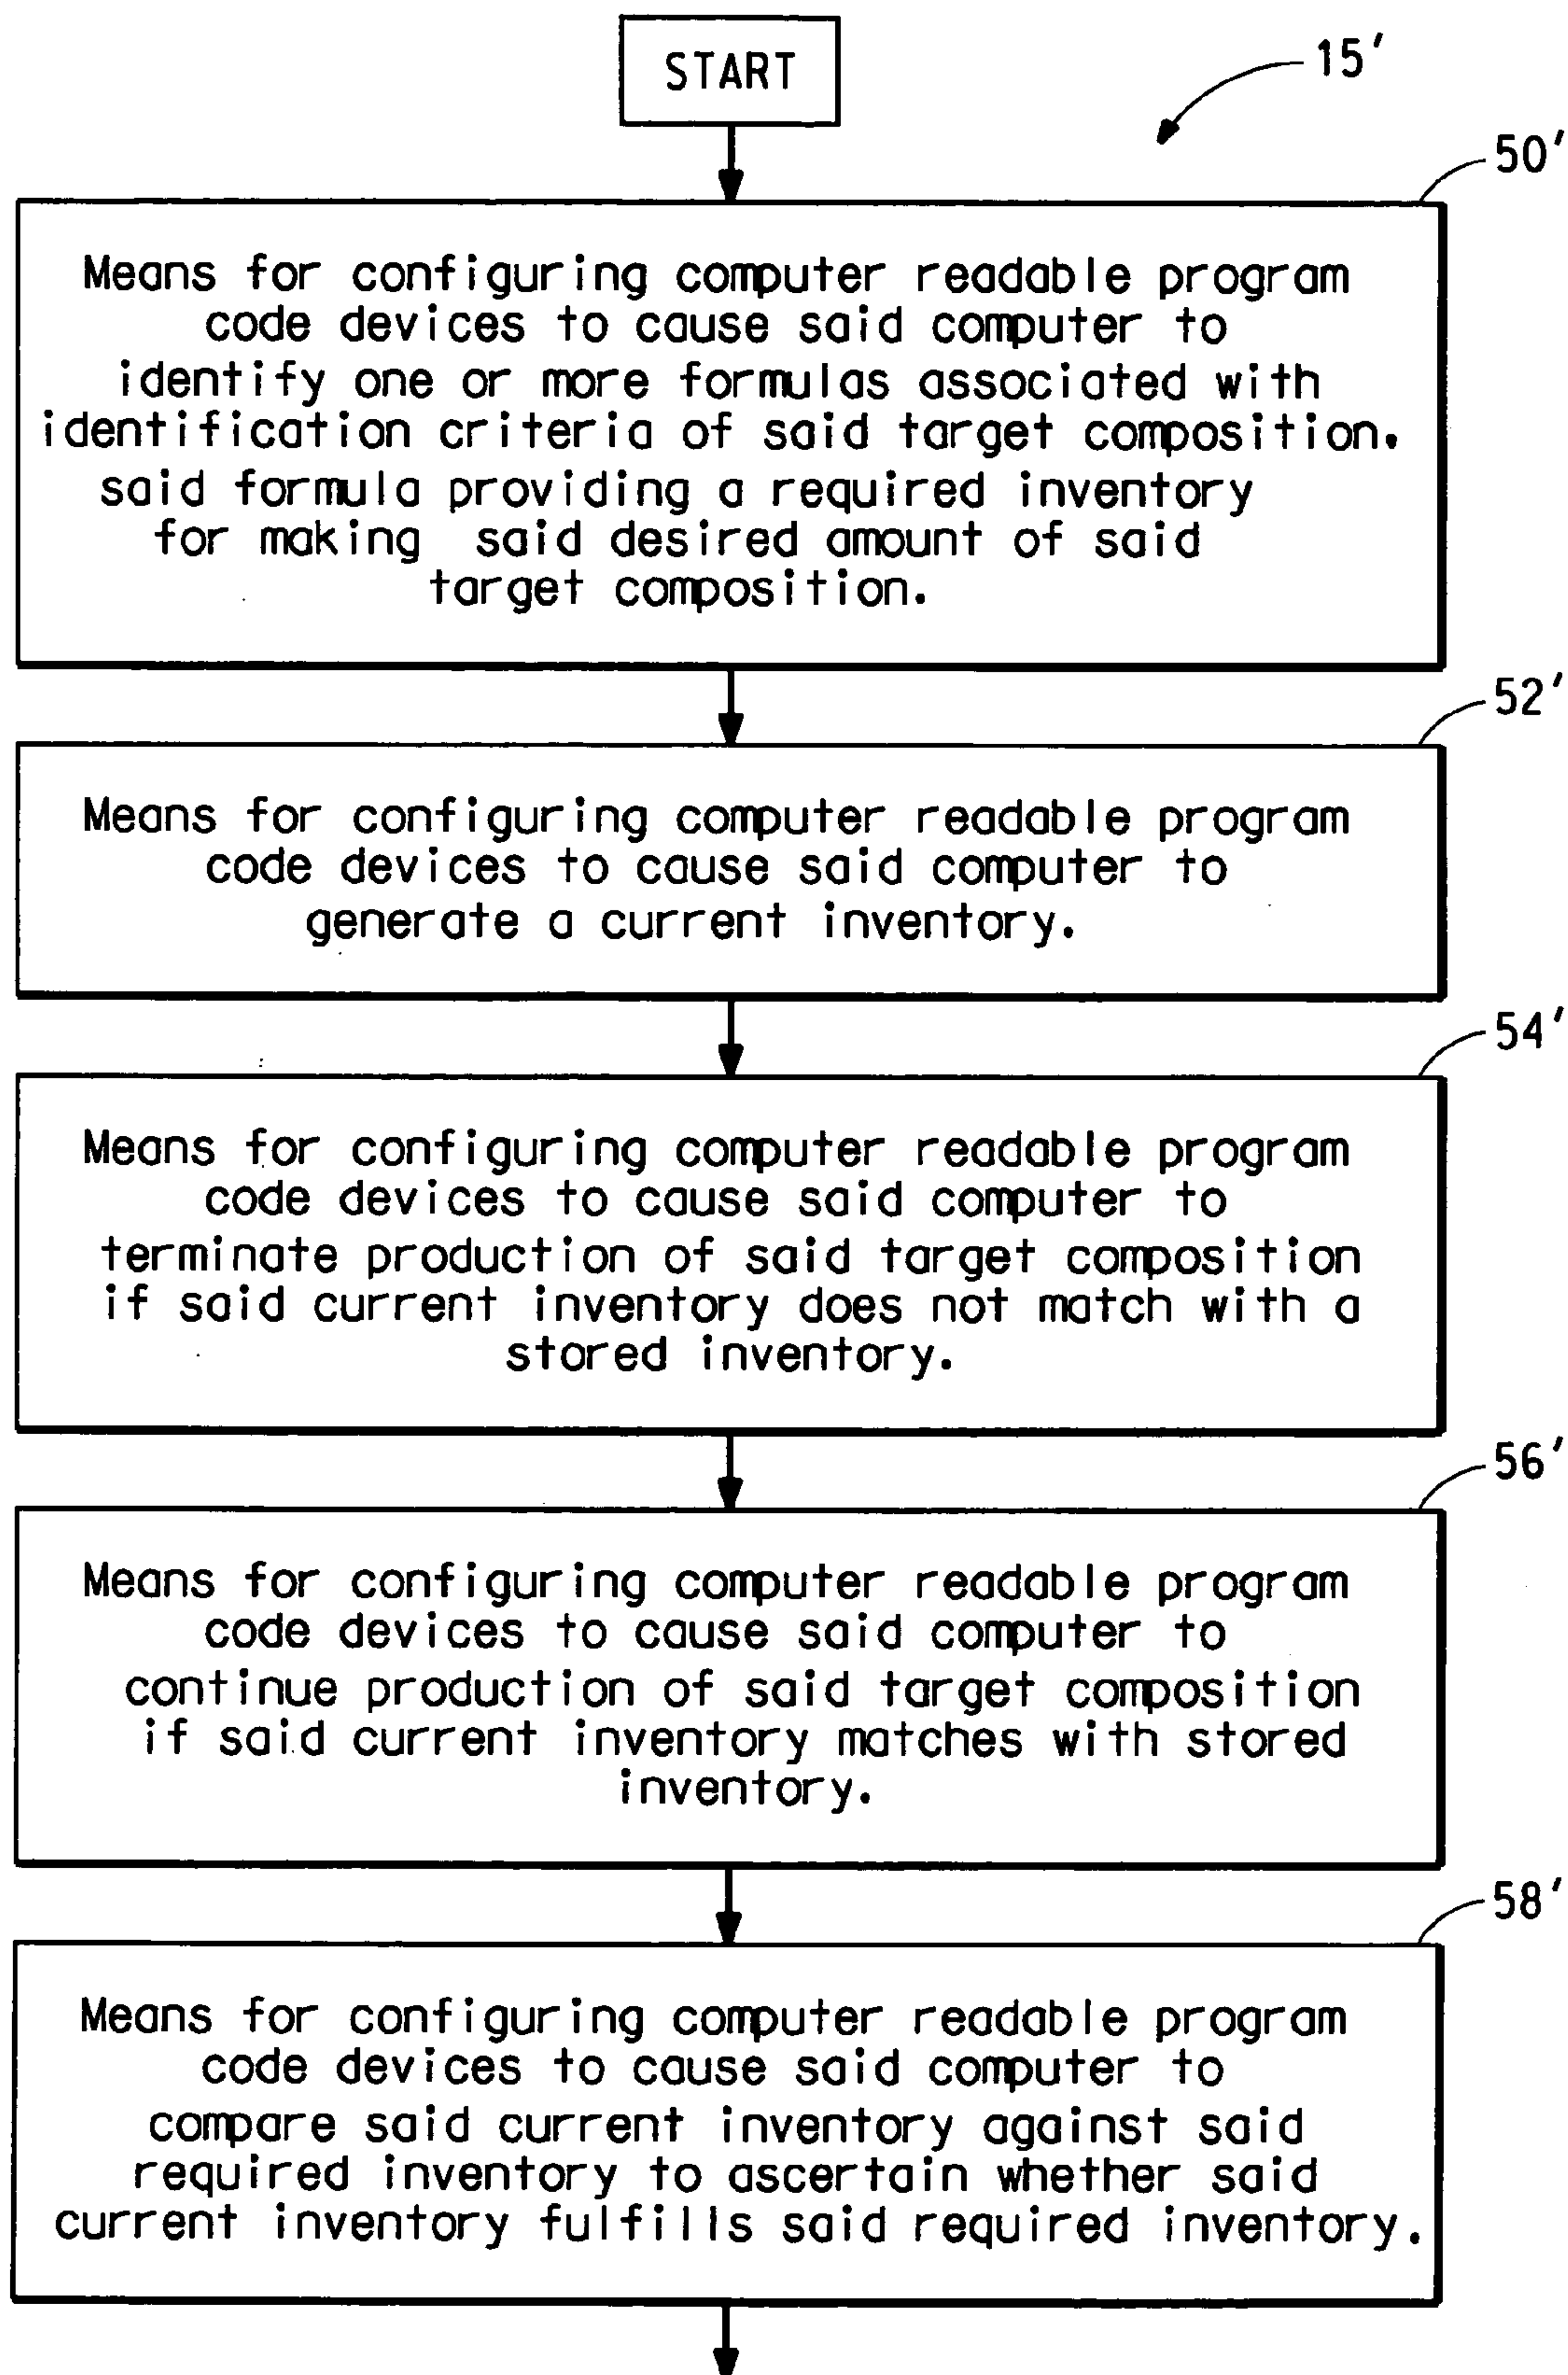 START
15'
50'
Means for configuring computer readable program
code devices to cause said computer to
identify one or more formulas associated with
identification criteria of said target composition.
said formula providing a required inventory
for making said desired amount of said
target composition.
52'
Means for configuring computer readable program
code devices to cause said computer to
generate a current inventory.
54'
Means for configuring computer readable program
code devices to cause said computer to
terminate production of said target composition
if said current inventory does not match with a
stored inventory.
56'
Means for configuring computer readable program
code devices to cause said computer to
continue production of said target composition
if said current inventory matches with stored
inventory.
58'
Means for configuring computer readable program
code devices to cause said computer to
compare said current inventory against said
required inventory to ascertain whether said
current inventory fulfills said required inventory.